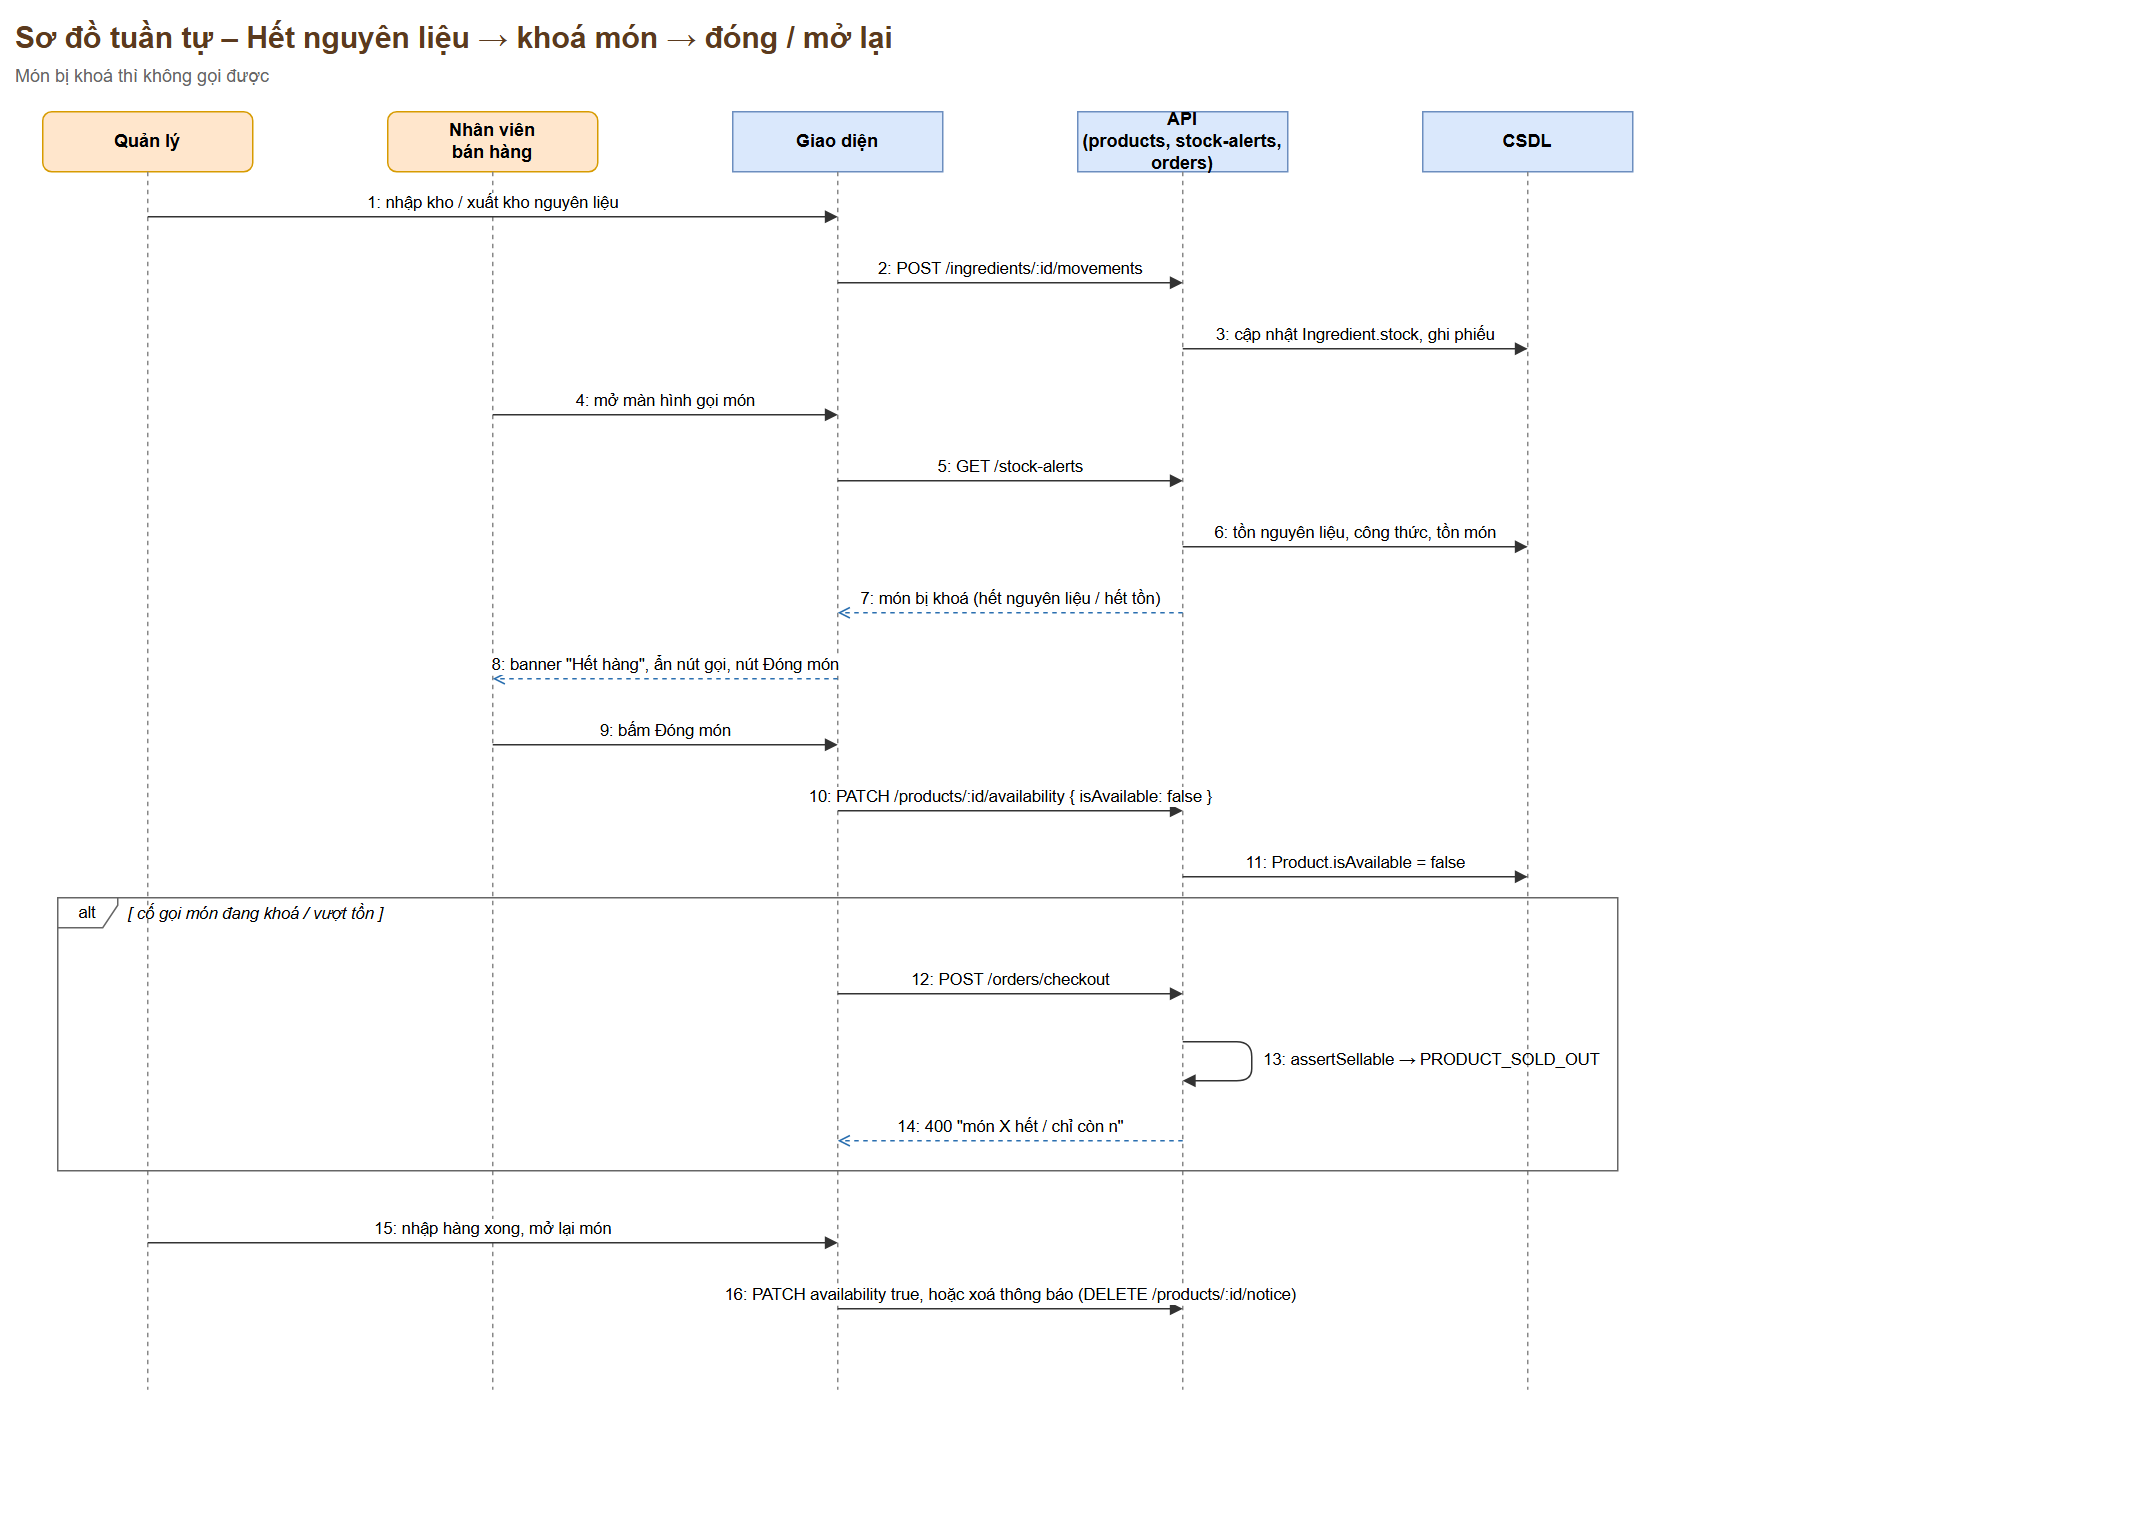 Sơ đồ tuần tự – Hết nguyên liệu → khoá món → đóng / mở lại
Món bị khoá thì không gọi được
Quản lý
Nhân viên
bán hàng
Giao diện
API
(products, stock-alerts,
orders)
CSDL
1: nhập kho / xuất kho nguyên liệu
2: POST /ingredients/:id/movements
3: cập nhật Ingredient.stock, ghi phiếu
4: mở màn hình gọi món
5: GET /stock-alerts
6: tồn nguyên liệu, công thức, tồn món
7: món bị khoá (hết nguyên liệu / hết tồn)
8: banner "Hết hàng", ẩn nút gọi, nút Đóng món
9: bấm Đóng món
10: PATCH /products/:id/availability { isAvailable: false }
11: Product.isAvailable = false
alt
[ cố gọi món đang khoá / vượt tồn ]
12: POST /orders/checkout
13: assertSellable → PRODUCT_SOLD_OUT
14: 400 "món X hết / chỉ còn n"
15: nhập hàng xong, mở lại món
16: PATCH availability true, hoặc xoá thông báo (DELETE /products/:id/notice)